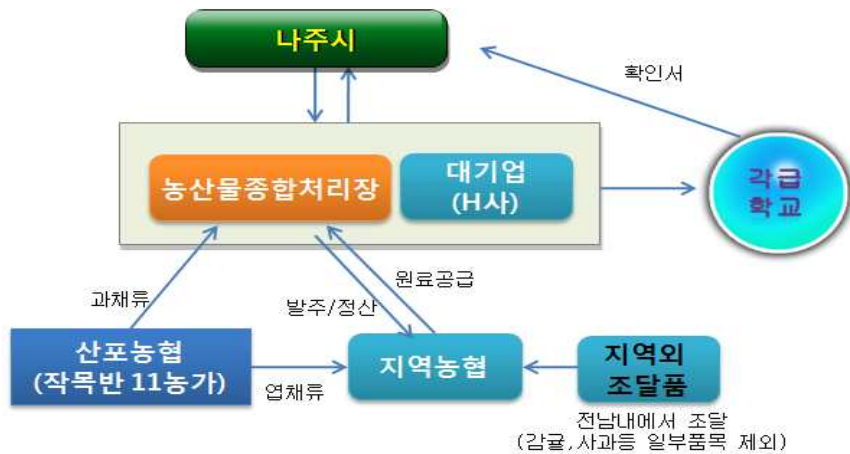 나주시
확인서
농산물종합처리장
대기업
(H사)
각급
학교
과채류
발주/정산
원료공급
산포농협
(작목반 11농가)
엽채류
지역농협
지역외
조달품
전남내에서 조달
(감귤,사과등 일부품목 제외)